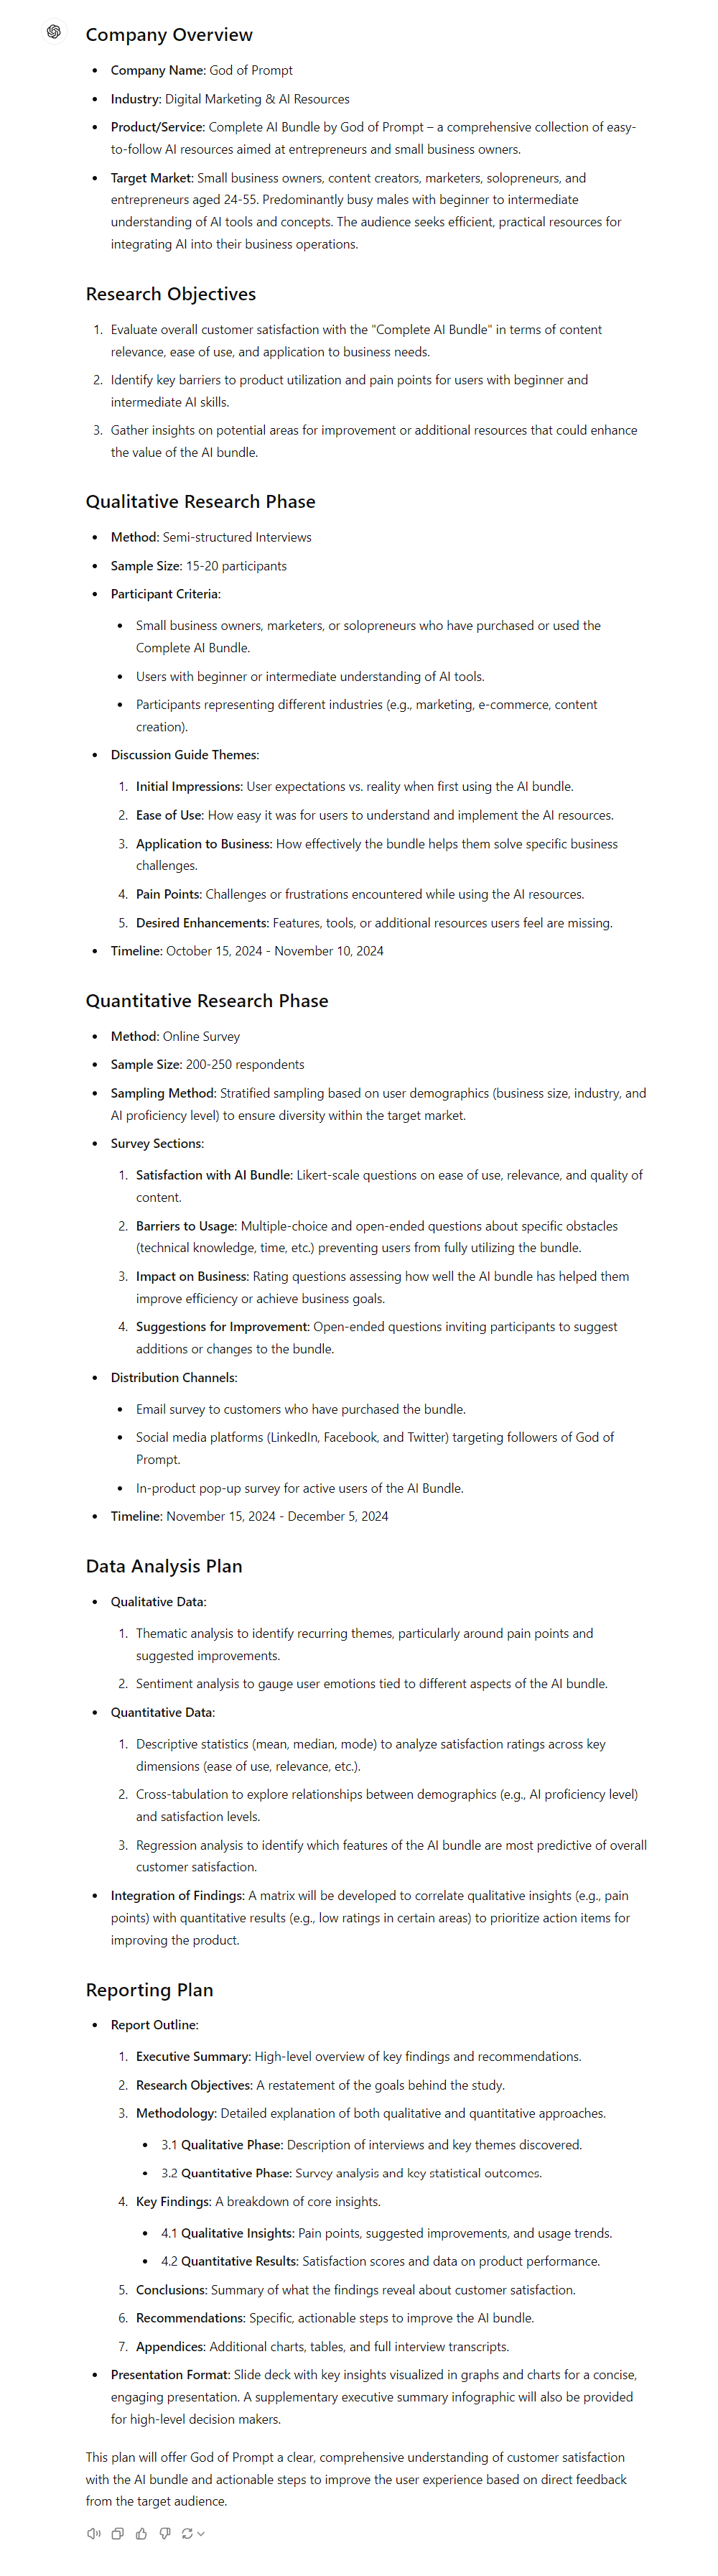 Company Overview
• Company Name: God of Prompt
• Industry: Digital Marketing & AI Resources
• Product/Service: Complete AI Bundle by God of Prompt – a comprehensive collection of easy-
to-follow AI resources aimed at entrepreneurs and small business owners.
• Target Market: Small business owners, content creators, marketers, solopreneurs, and
entrepreneurs aged 24-55. Predominantly busy males with beginner to intermediate
understanding of AI tools and concepts. The audience seeks efficient, practical resources for
integrating AI into their business operations.
Research Objectives
1. Evaluate overall customer satisfaction with the "Complete AI Bundle" in terms of content
relevance, ease of use, and application to business needs.
2. Identify key barriers to product utilization and pain points for users with beginner and
intermediate AI skills.
3. Gather insights on potential areas for improvement or additional resources that could enhance
the value of the AI bundle.
Qualitative Research Phase
• Method: Semi-structured Interviews
• Sample Size: 15-20 participants
• Participant Criteria:
• Small business owners, marketers, or solopreneurs who have purchased or used the
Complete AI Bundle.
• Users with beginner or intermediate understanding of AI tools.
• Participants representing different industries (e.g., marketing, e-commerce, content
creation).
• Discussion Guide Themes:
1. Initial Impressions: User expectations vs. reality when first using the AI bundle.
2. Ease of Use: How easy it was for users to understand and implement the AI resources.
3. Application to Business: How effectively the bundle helps them solve specific business
challenges.
4. Pain Points: Challenges or frustrations encountered while using the AI resources.
5. Desired Enhancements: Features, tools, or additional resources users feel are missing.
• Timeline: October 15, 2024 - November 10, 2024
Quantitative Research Phase
• Method: Online Survey
• Sample Size: 200-250 respondents
• Sampling Method: Stratified sampling based on user demographics (business size, industry, and
AI proficiency level) to ensure diversity within the target market.
• Survey Sections:
1. Satisfaction with AI Bundle: Likert-scale questions on ease of use, relevance, and quality of
content.
2. Barriers to Usage: Multiple-choice and open-ended questions about specific obstacles
(technical knowledge, time, etc.) preventing users from fully utilizing the bundle.
3. Impact on Business: Rating questions assessing how well the AI bundle has helped them
improve efficiency or achieve business goals.
4. Suggestions for Improvement: Open-ended questions inviting participants to suggest
additions or changes to the bundle.
• Distribution Channels:
• Email survey to customers who have purchased the bundle.
• Social media platforms (LinkedIn, Facebook, and Twitter) targeting followers of God of
Prompt.
• In-product pop-up survey for active users of the AI Bundle.
• Timeline: November 15, 2024 - December 5, 2024
Data Analysis Plan
• Qualitative Data:
1. Thematic analysis to identify recurring themes, particularly around pain points and
suggested improvements.
2. Sentiment analysis to gauge user emotions tied to different aspects of the AI bundle.
• Quantitative Data:
1. Descriptive statistics (mean, median, mode) to analyze satisfaction ratings across key
dimensions (ease of use, relevance, etc.).
2. Cross-tabulation to explore relationships between demographics (e.g., AI proficiency level)
and satisfaction levels.
3. Regression analysis to identify which features of the AI bundle are most predictive of overall
customer satisfaction.
• Integration of Findings: A matrix will be developed to correlate qualitative insights (e.g., pain
points) with quantitative results (e.g., low ratings in certain areas) to prioritize action items for
improving the product.
Reporting Plan
• Report Outline:
1. Executive Summary: High-level overview of key findings and recommendations.
2. Research Objectives: A restatement of the goals behind the study.
3. Methodology: Detailed explanation of both qualitative and quantitative approaches.
• 3.1 Qualitative Phase: Description of interviews and key themes discovered.
• 3.2 Quantitative Phase: Survey analysis and key statistical outcomes.
4. Key Findings: A breakdown of core insights.
• 4.1 Qualitative Insights: Pain points, suggested improvements, and usage trends.
• 4.2 Quantitative Results: Satisfaction scores and data on product performance.
5. Conclusions: Summary of what the findings reveal about customer satisfaction.
6. Recommendations: Specific, actionable steps to improve the AI bundle.
7. Appendices: Additional charts, tables, and full interview transcripts.
• Presentation Format: Slide deck with key insights visualized in graphs and charts for a concise,
engaging presentation. A supplementary executive summary infographic will also be provided
for high-level decision makers.
This plan will offer God of Prompt a clear, comprehensive understanding of customer satisfaction
with the AI bundle and actionable steps to improve the user experience based on direct feedback
from the target audience.